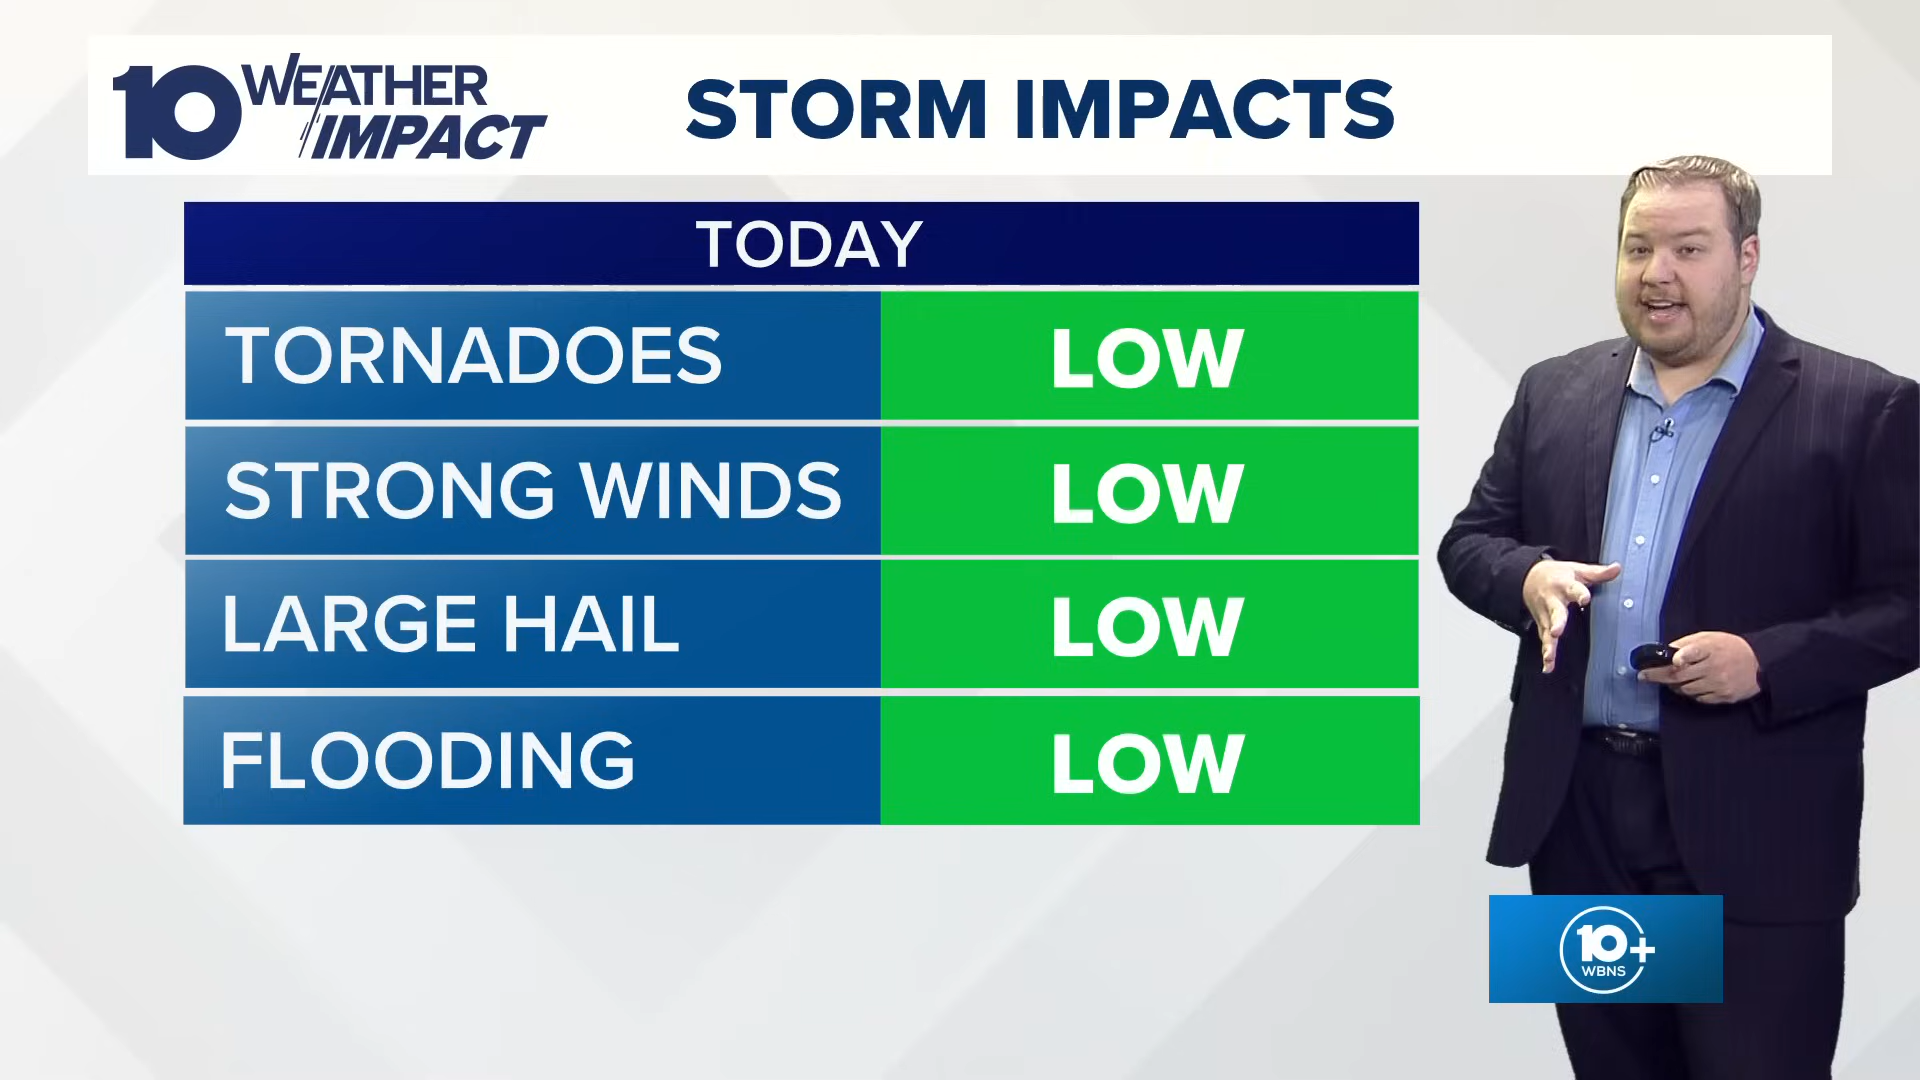 10 WEATHER
IMPACT
STORM IMPACTS
TODAY
TORNADOES LOW
STRONG WINDS LOW
LARGE HAIL LOW
FLOODING LOW
10+
WBNS